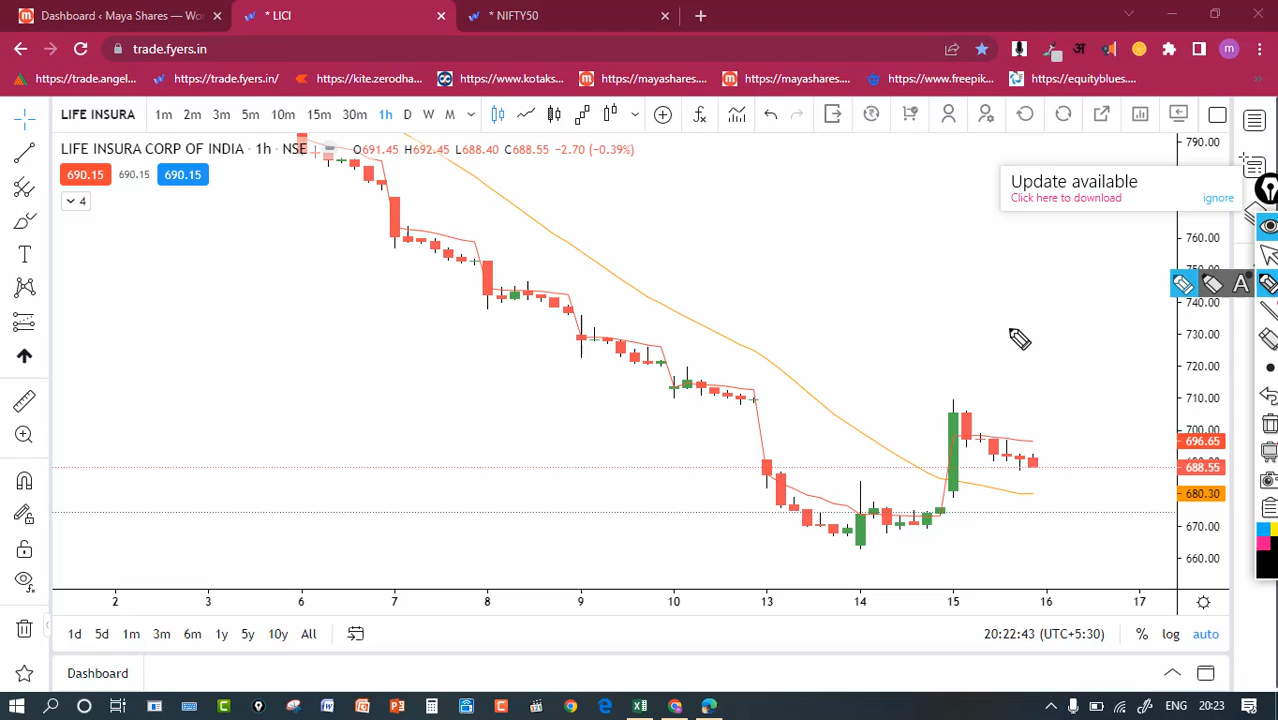 Dashboard ‹ Maya Shares — Wor
* LICI
* NIFTY50
trade.fyers.in
अ
m
https://trade.angel...
https://trade.fyers.in/
https://kite.zerodha...
https://www.kotaks...
https://mayashares...
https://mayashares...
https://www.freepik...
https://equityblues....
LIFE INSURA 1m 2m 3m 5m 10m 15m 30m 1h D W M
LIFE INSURA CORP OF INDIA · 1h · NSE O691.45 H692.45 L688.40 C688.55 −2.70 (−0.39%)
690.15 690.15 690.15
4
Update available
Click here to download ignore
A
790.00
760.00
740.00
730.00
720.00
710.00
700.00
696.65
688.55
680.30
670.00
660.00
2 3 6 7 8 9 10 13 14 15 16 17
1d 5d 1m 3m 6m 1y 5y 10y All 20:22:43 (UTC+5:30) % log auto
Dashboard
ENG 20:23